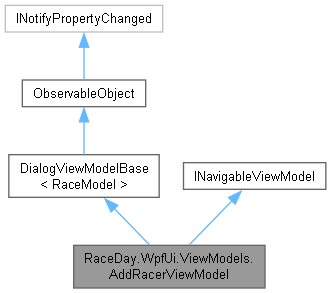 INotifyPropertyChanged
ObservableObject
DialogViewModelBase
< RaceModel >
INavigableViewModel
RaceDay.WpfUi.ViewModels.
AddRacerViewModel